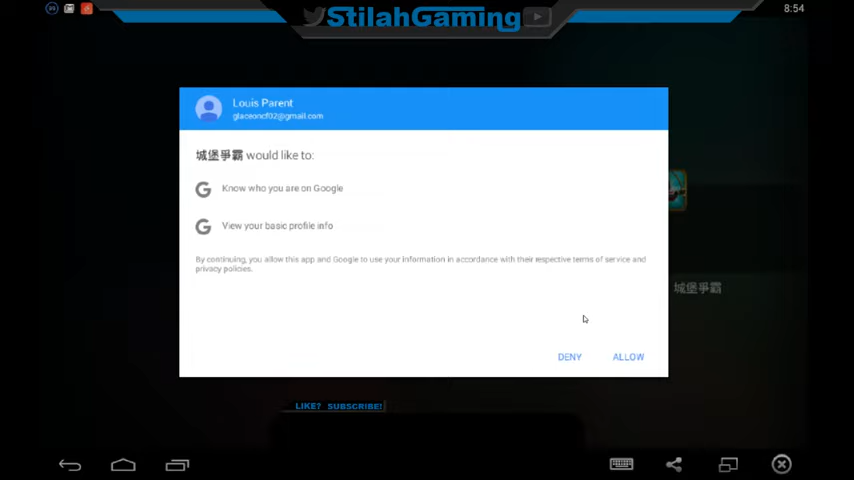 StilahGaming
8:54
Louis Parent
glaceoncf02@gmail.com
城堡爭霸 would like to:
Know who you are on Google
View your basic profile info
By continuing, you allow this app and Google to use your information in accordance with their respective terms of service and
privacy policies.
城堡爭霸
DENY ALLOW
LIKE? SUBSCRIBE!